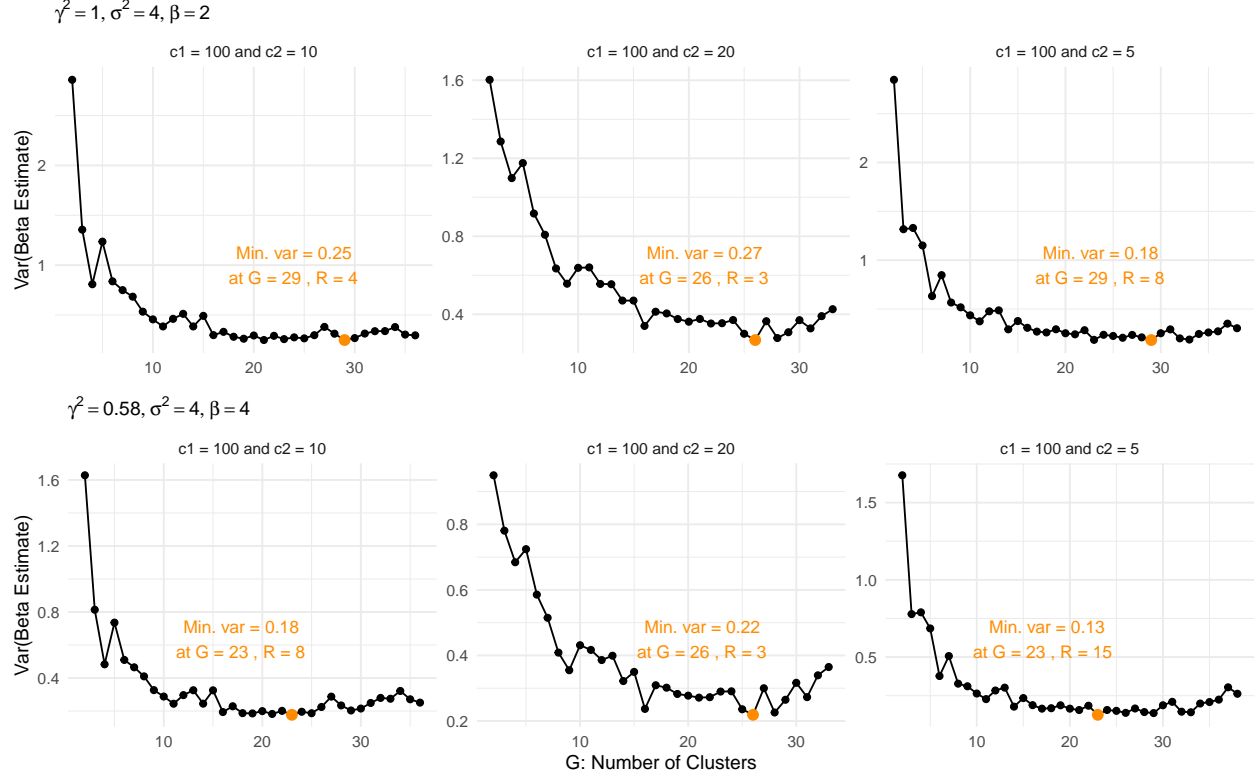 γ² = 1, σ² = 4, β = 2
c1 = 100 and c2 = 10
c1 = 100 and c2 = 20
c1 = 100 and c2 = 5
Var(Beta Estimate)
2
1
Min. var = 0.25
at G = 29 , R = 4
10
20
30
1.6
1.2
0.8
0.4
Min. var = 0.27
at G = 26 , R = 3
10
20
30
2
1
Min. var = 0.18
at G = 29 , R = 8
10
20
30
γ² = 0.58, σ² = 4, β = 4
c1 = 100 and c2 = 10
c1 = 100 and c2 = 20
c1 = 100 and c2 = 5
Var(Beta Estimate)
1.6
1.2
0.8
0.4
Min. var = 0.18
at G = 23 , R = 8
10
20
30
0.8
0.6
0.4
0.2
Min. var = 0.22
at G = 26 , R = 3
10
20
30
1.5
1.0
0.5
Min. var = 0.13
at G = 23 , R = 15
10
20
30
G: Number of Clusters